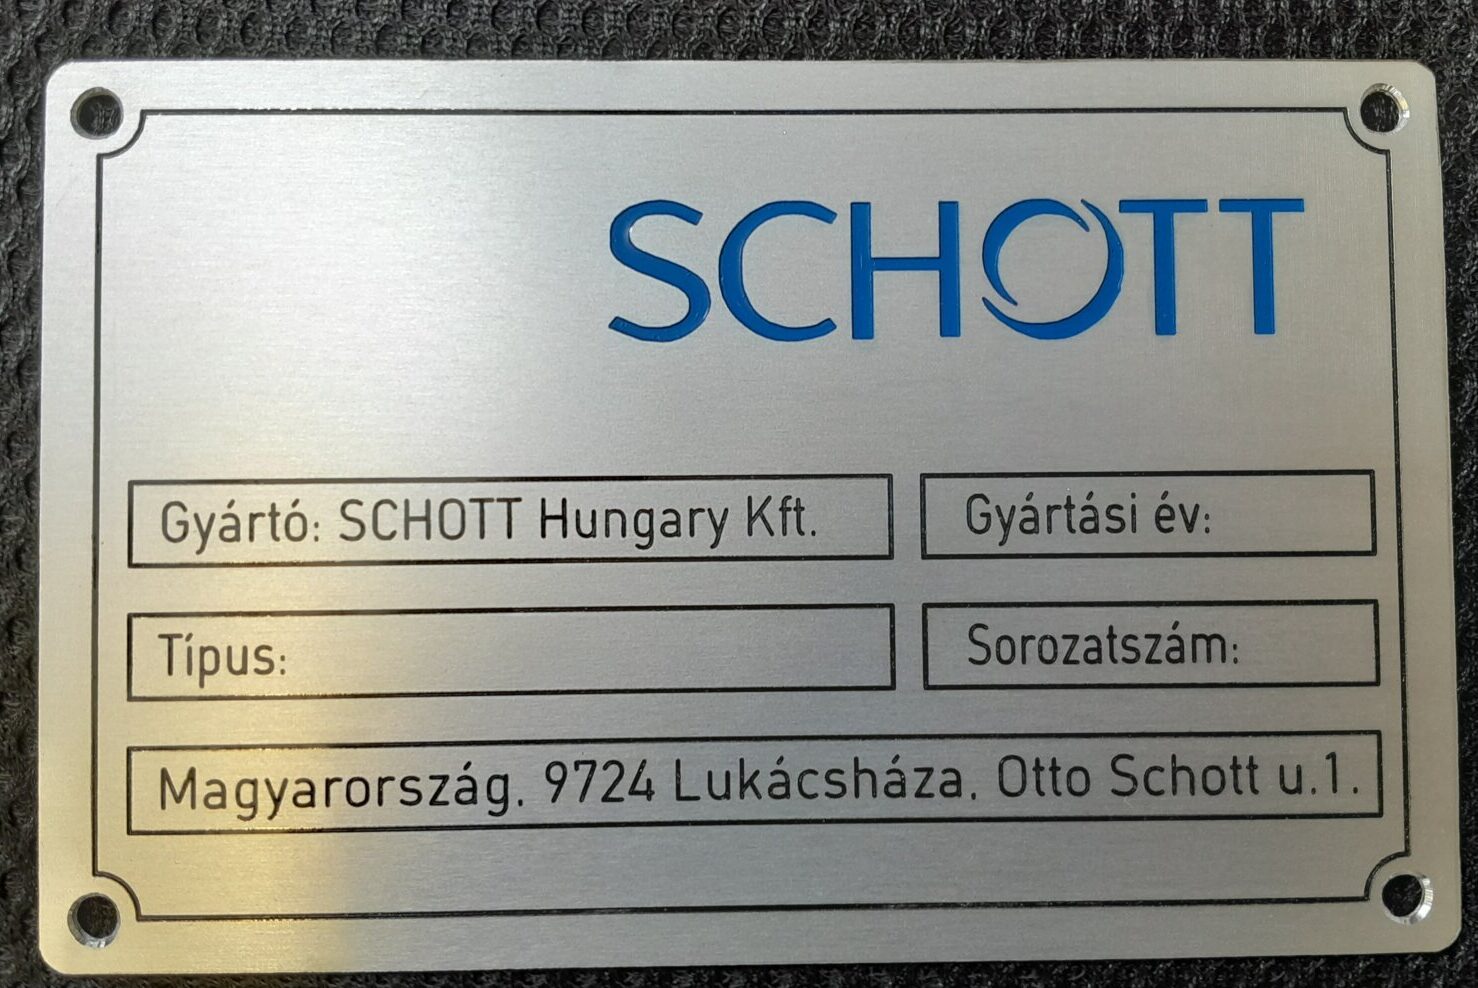 SCHOTT
Gyártó: SCHOTT Hungary Kft.
Gyártási év:
Típus:
Sorozatszám:
Magyarország. 9724 Lukácsháza. Otto Schott u.1.